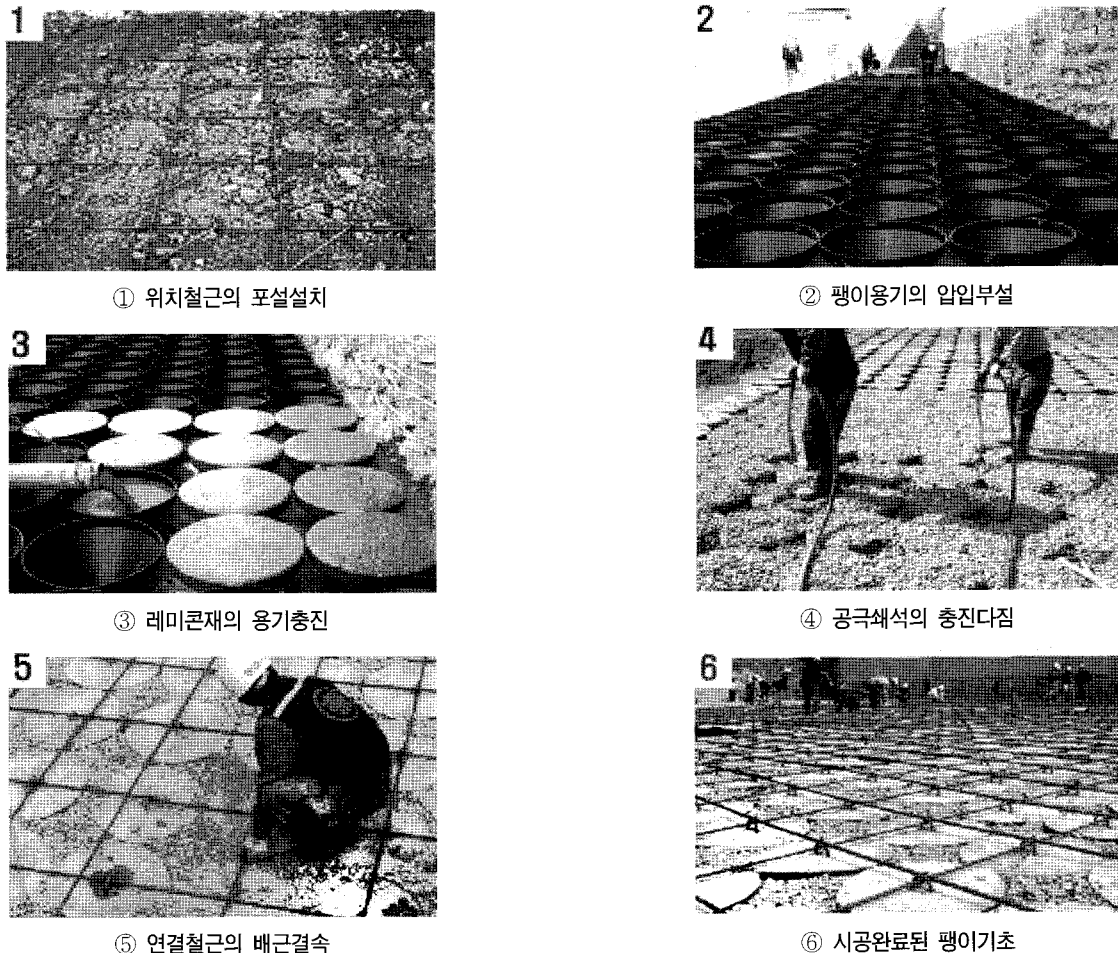 1
2
① 위치철근의 포설설치
② 팽이용기의 압입부설
3
4
③ 레미콘재의 용기충진
④ 공극쇄석의 충진다짐
5
6
⑤ 연결철근의 배근결속
⑥ 시공완료된 팽이기초